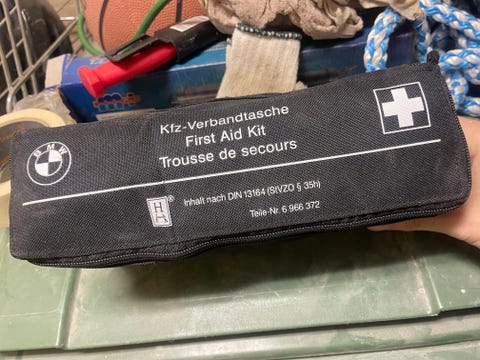 Kfz-Verbandtasche
First Aid Kit
Trousse de secours
BMW
Inhalt nach DIN 13164 (StVZO § 35h)
Teile-Nr. 6 966 372